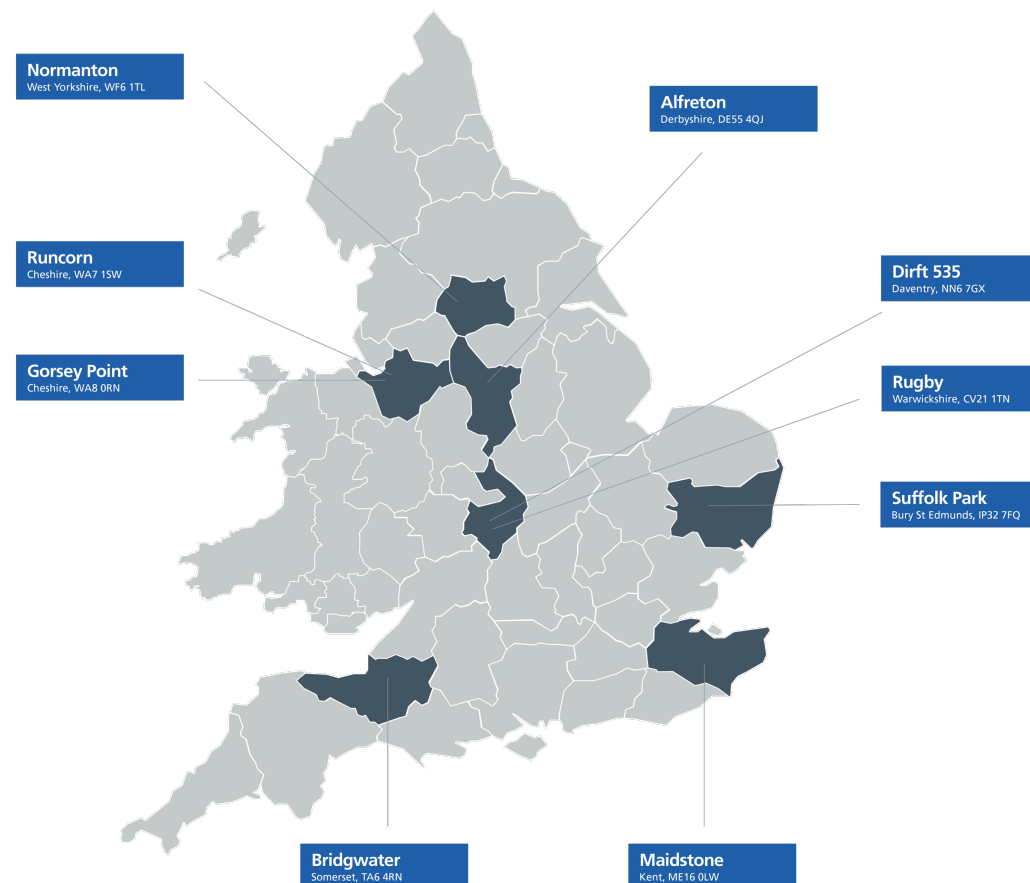 Normanton
West Yorkshire, WF6 1TL
Alfreton
Derbyshire, DE55 4QJ
Runcorn
Cheshire, WA7 1SW
Dirft 535
Daventry, NN6 7GX
Gorsey Point
Cheshire, WA8 0RN
Rugby
Warwickshire, CV21 1TN
Suffolk Park
Bury St Edmunds, IP32 7FQ
Bridgwater
Somerset, TA6 4RN
Maidstone
Kent, ME16 0LW